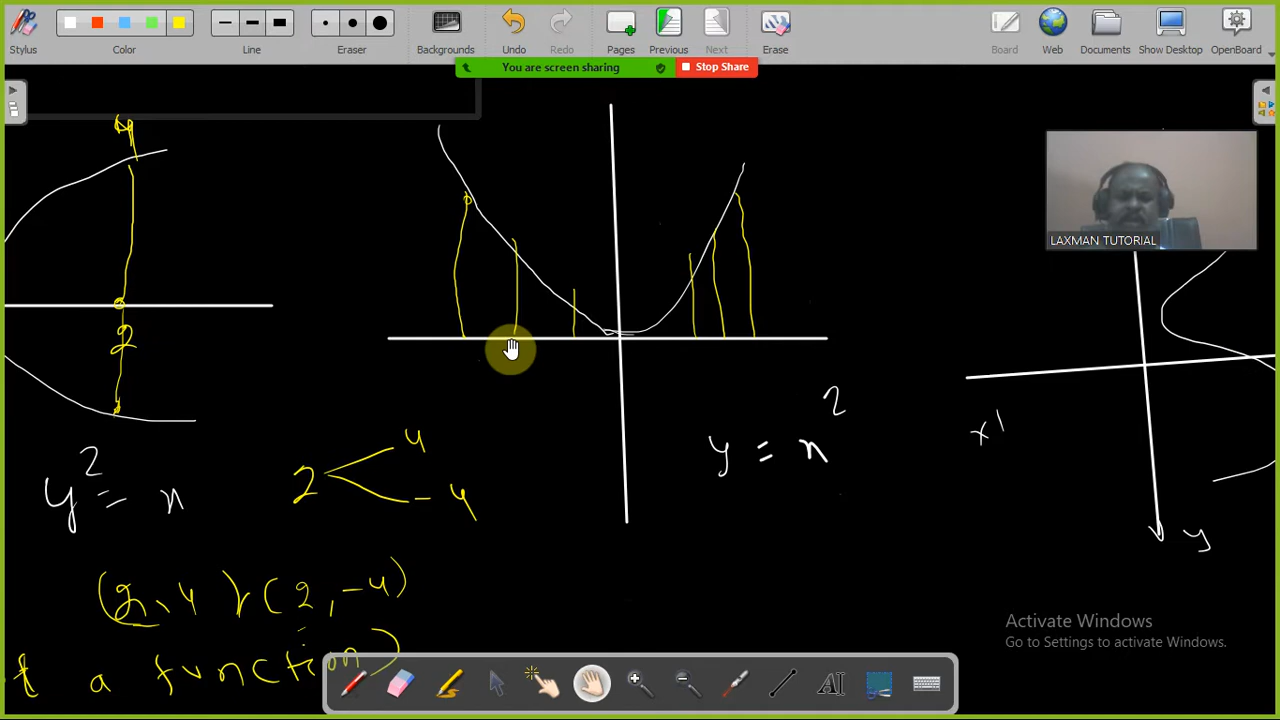 Stylus
Color
Line
Eraser
Backgrounds
Undo
Redo
Pages
Previous
Next
Erase
Board
Web
Documents
Show Desktop
OpenBoard
You are screen sharing
Stop Share
LAXMAN TUTORIAL
4
2
y² = x
2
4
-4
(2, 4) (2, -4)
a function)
y = x²
x'
y
Activate Windows
Go to Settings to activate Windows.